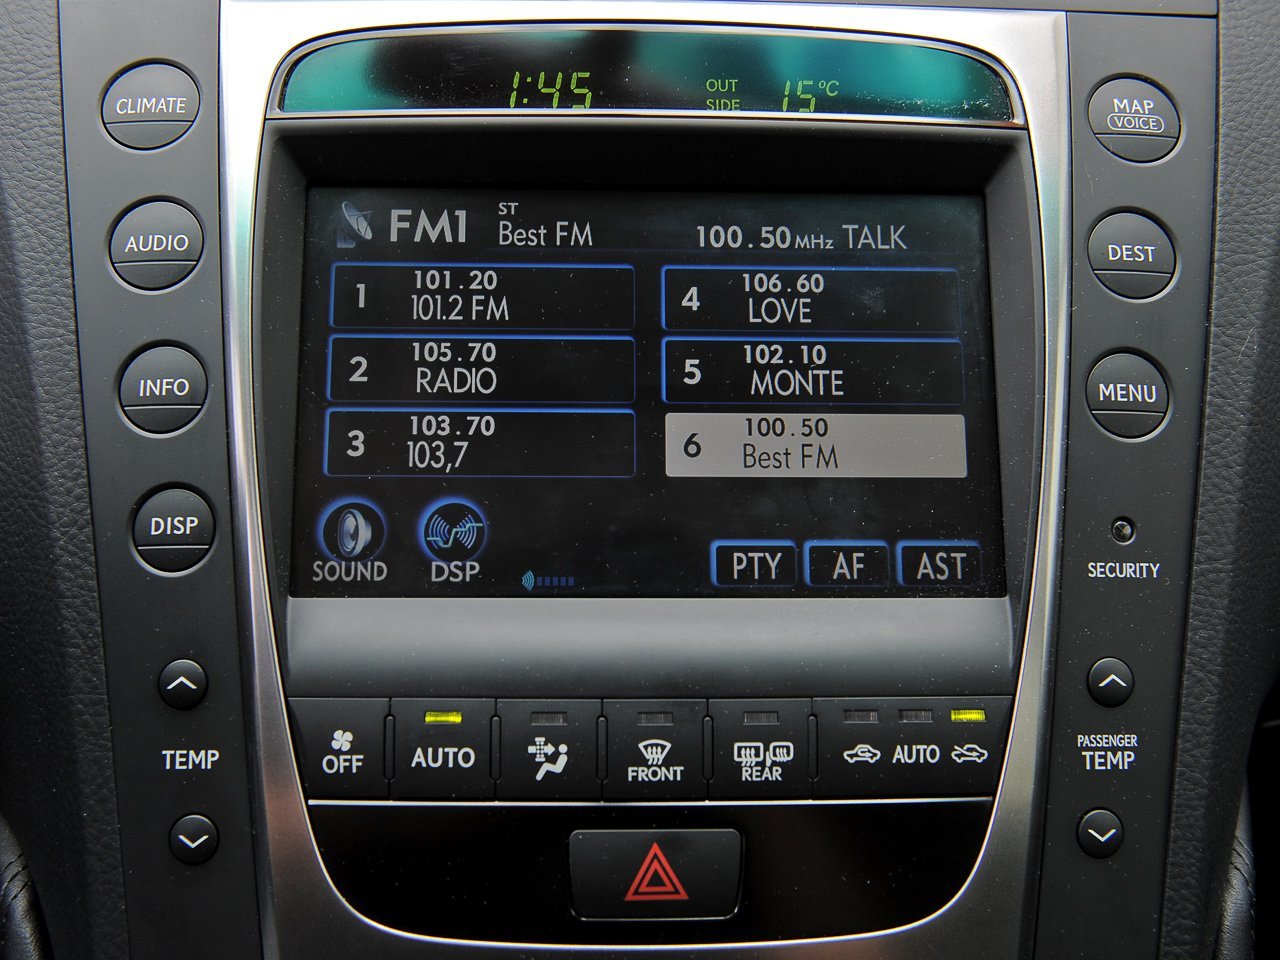 1:45
OUT
SIDE
15°C
CLIMATE
AUDIO
INFO
DISP
TEMP
FM1
ST
Best FM
100.50 MHz TALK
1
101.20
101.2 FM
2
105.70
RADIO
3
103.70
103,7
4
106.60
LOVE
5
102.10
MONTE
6
100.50
Best FM
SOUND
DSP
PTY
AF
AST
MAP
VOICE
DEST
MENU
SECURITY
PASSENGER
TEMP
OFF
AUTO
FRONT
REAR
AUTO